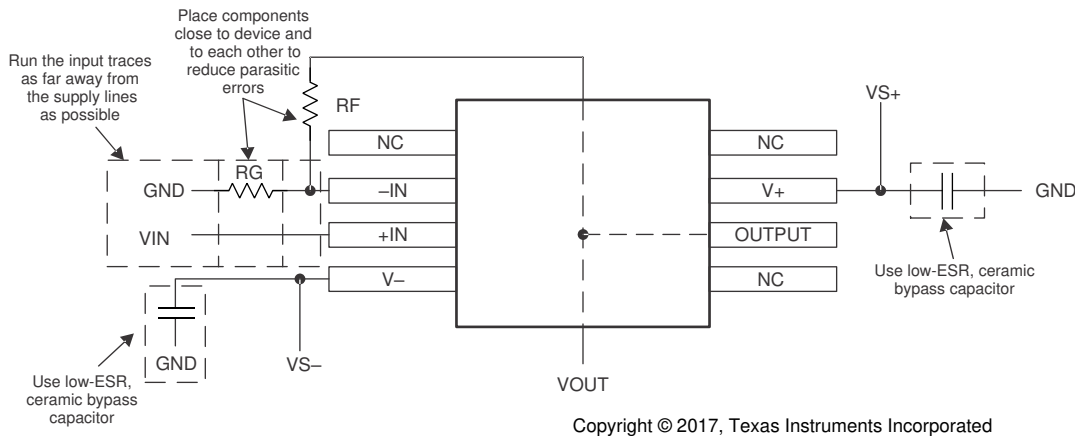 Place components
close to device and
to each other to
reduce parasitic
errors
Run the input traces
as far away from
the supply lines
as possible
RF
VS+
NC
NC
RG
GND
–IN
V+
GND
VIN
+IN
OUTPUT
V–
NC
Use low-ESR, ceramic
bypass capacitor
GND
VS–
VOUT
Use low-ESR,
ceramic bypass
capacitor
Copyright © 2017, Texas Instruments Incorporated